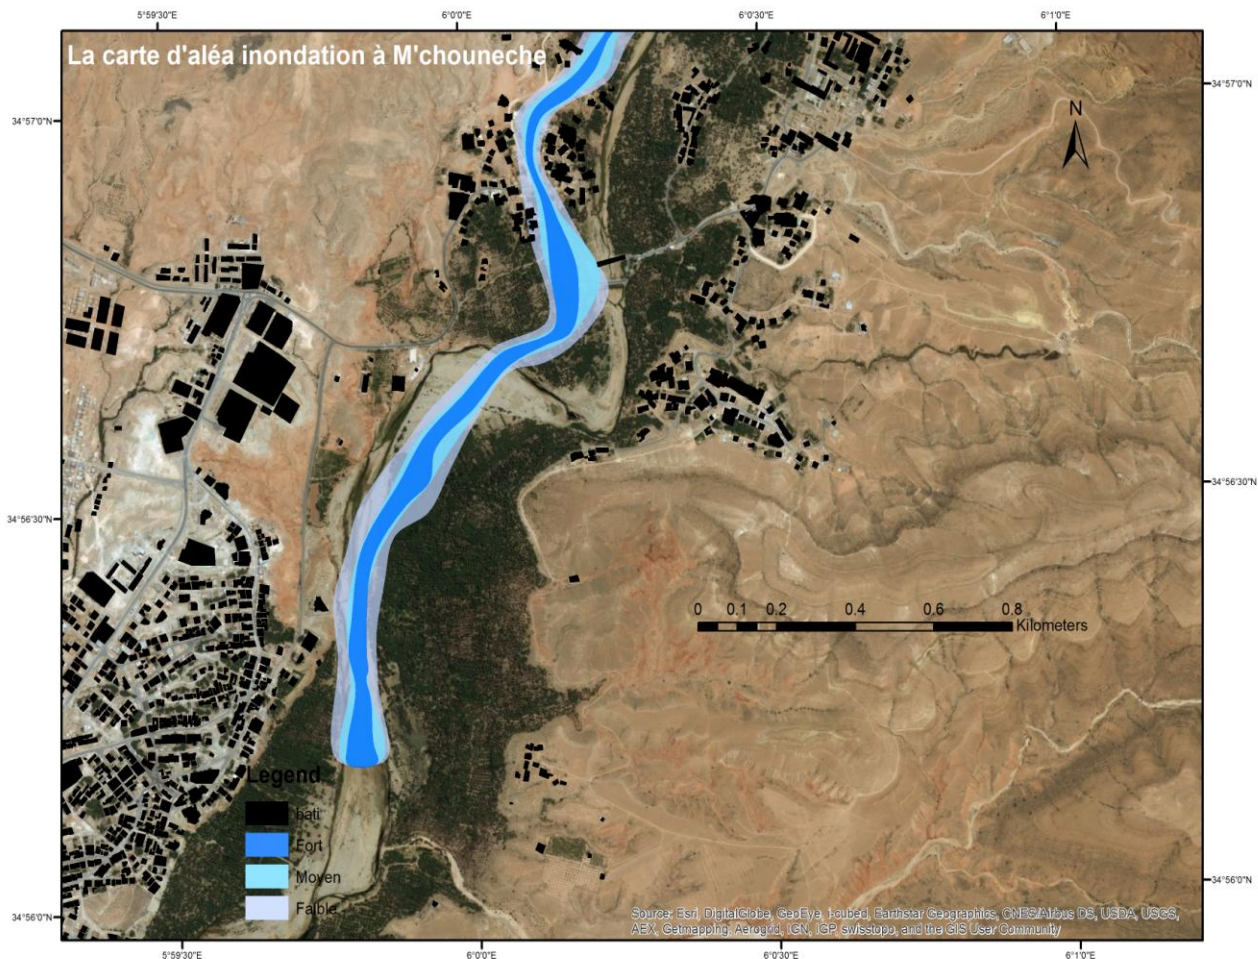 5°59'30"E 6°0'0"E 6°0'30"E 6°1'0"E
La carte d'aléa inondation à M'chouneche
34°57'0"N
34°57'0"N
N
34°56'30"N
34°56'30"N
0 0.1 0.2 0.4 0.6 0.8
Kilometers
Legend
bati
Fort
Moyen
Faible
34°56'0"N
34°56'0"N
Source: Esri, DigitalGlobe, GeoEye, i-cubed, Earthstar Geographics, CNES/Airbus DS, USDA, USGS,
AEX, Getmapping, Aerogrid, IGN, IGP, swisstopo, and the GIS User Community
5°59'30"E 6°0'0"E 6°0'30"E 6°1'0"E